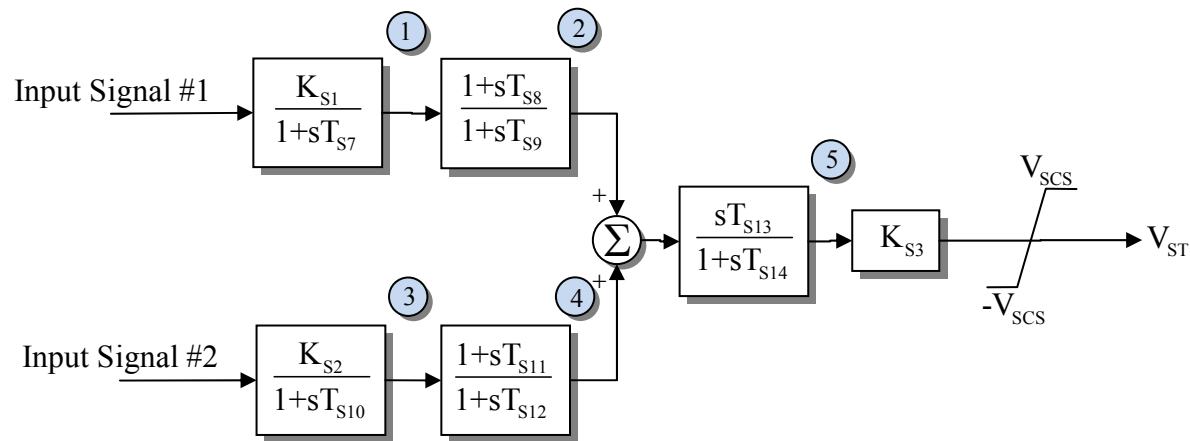 1
2
Input Signal #1
K_S1
1+sT_S7
1+sT_S8
1+sT_S9
5
V_SCS
+
Σ
sT_S13
1+sT_S14
K_S3
V_ST
+
-V_SCS
3
4
Input Signal #2
K_S2
1+sT_S10
1+sT_S11
1+sT_S12